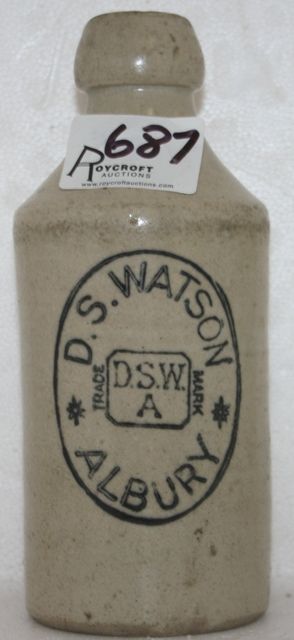 687
ROYCROFT
AUCTIONS
www.roycroftauctions.com
D.S. WATSON
TRADE MARK
D.S.W.
A
ALBURY